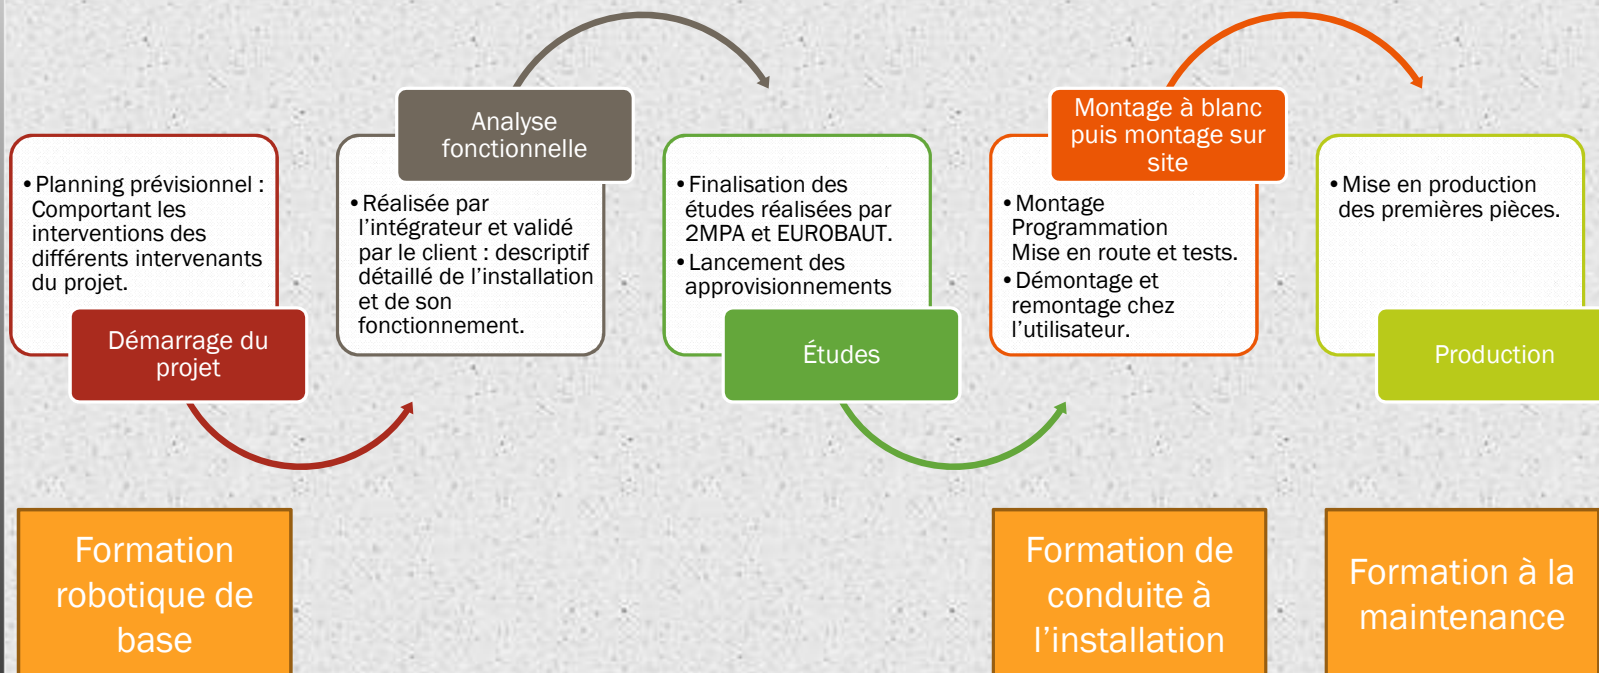 • Planning prévisionnel :
Comportant les
interventions des
différents intervenants
du projet.
Démarrage du
projet
Analyse
fonctionnelle
• Réalisée par
l'intégrateur et validé
par le client : descriptif
détaillé de l'installation
et de son
fonctionnement.
• Finalisation des
études réalisées par
2MPA et EUROBAUT.
• Lancement des
approvisionnements
Études
Montage à blanc
puis montage sur
site
• Montage
Programmation
Mise en route et tests.
• Démontage et
remontage chez
l'utilisateur.
• Mise en production
des premières pièces.
Production
Formation
robotique de
base
Formation de
conduite à
l'installation
Formation à la
maintenance